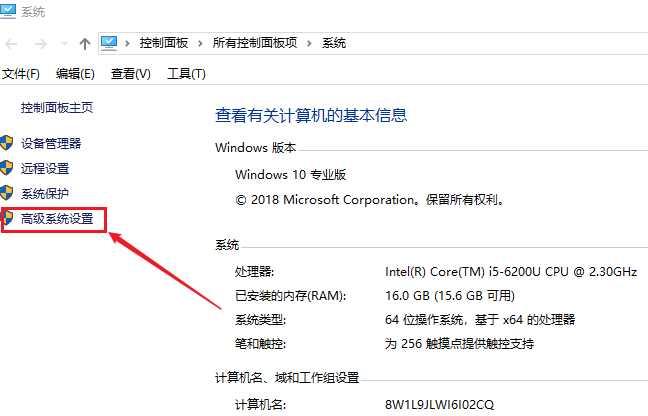 系统
控制面板 › 所有控制面板项 › 系统
文件(F) 编辑(E) 查看(V) 工具(T)
控制面板主页
设备管理器
远程设置
系统保护
高级系统设置
查看有关计算机的基本信息
Windows 版本
Windows 10 专业版
© 2018 Microsoft Corporation。保留所有权利。
系统
处理器: Intel(R) Core(TM) i5-6200U CPU @ 2.30GHz
已安装的内存(RAM): 16.0 GB (15.6 GB 可用)
系统类型: 64 位操作系统，基于 x64 的处理器
笔和触控: 为 256 触摸点提供触控支持
计算机名、域和工作组设置
计算机名: 8W1L9JLWI6I02CQ